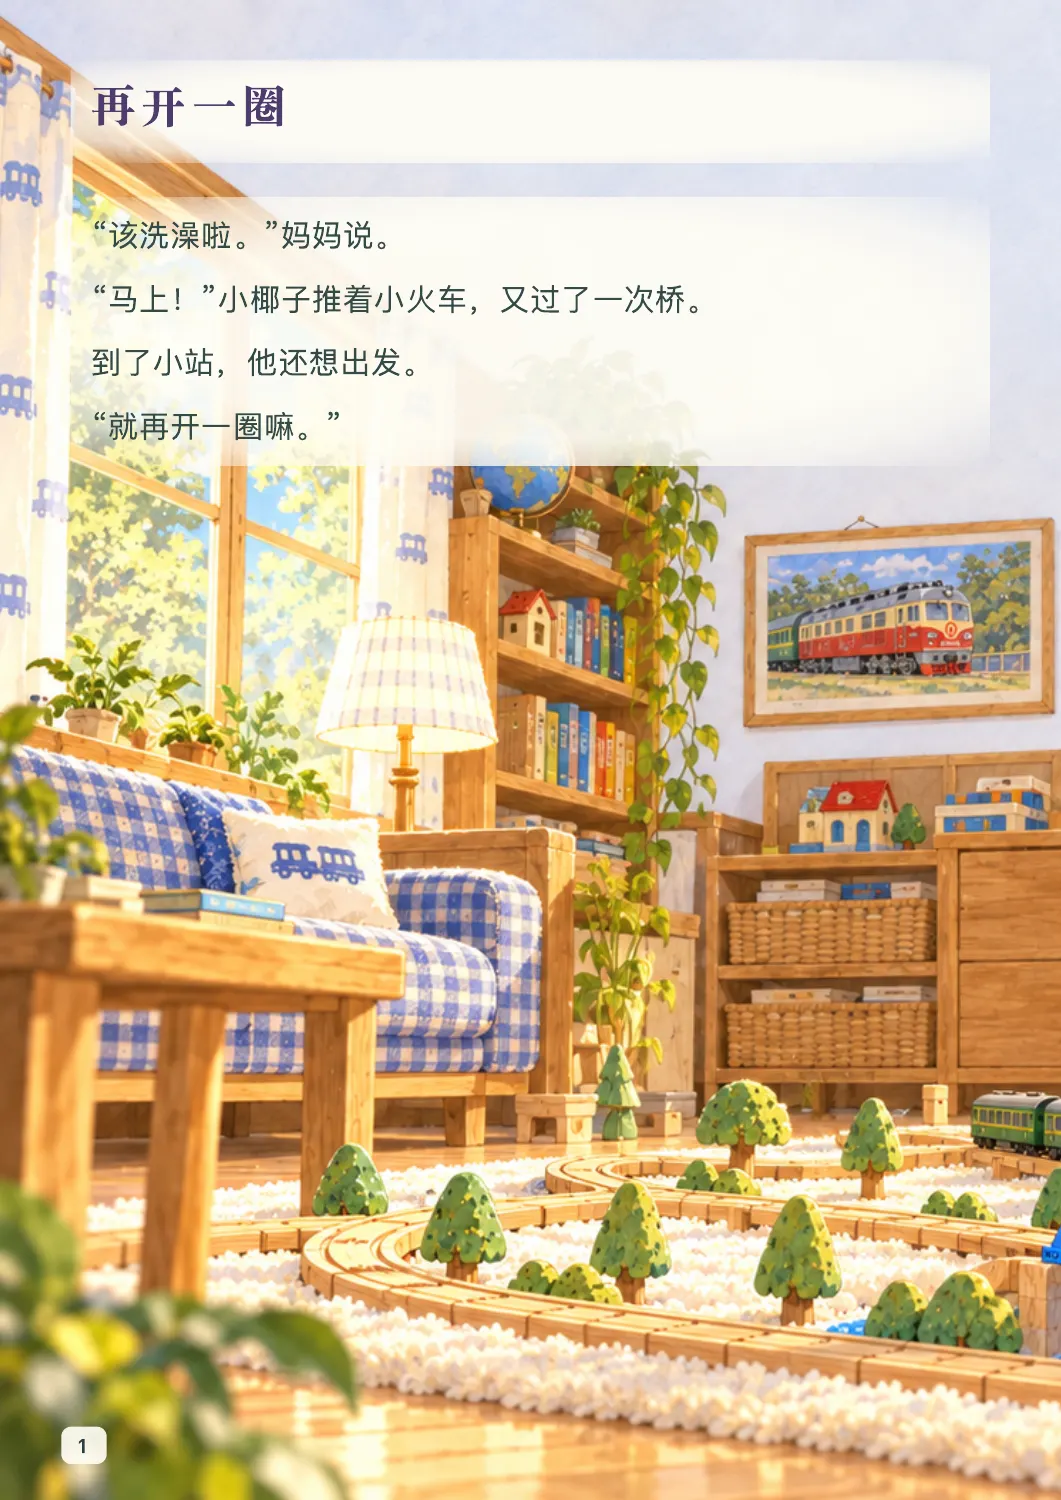 再开一圈
“该洗澡啦。”妈妈说。
“马上！”小椰子推着小火车，又过了一次桥。
到了小站，他还想出发。
“就再开一圈嘛。”
1